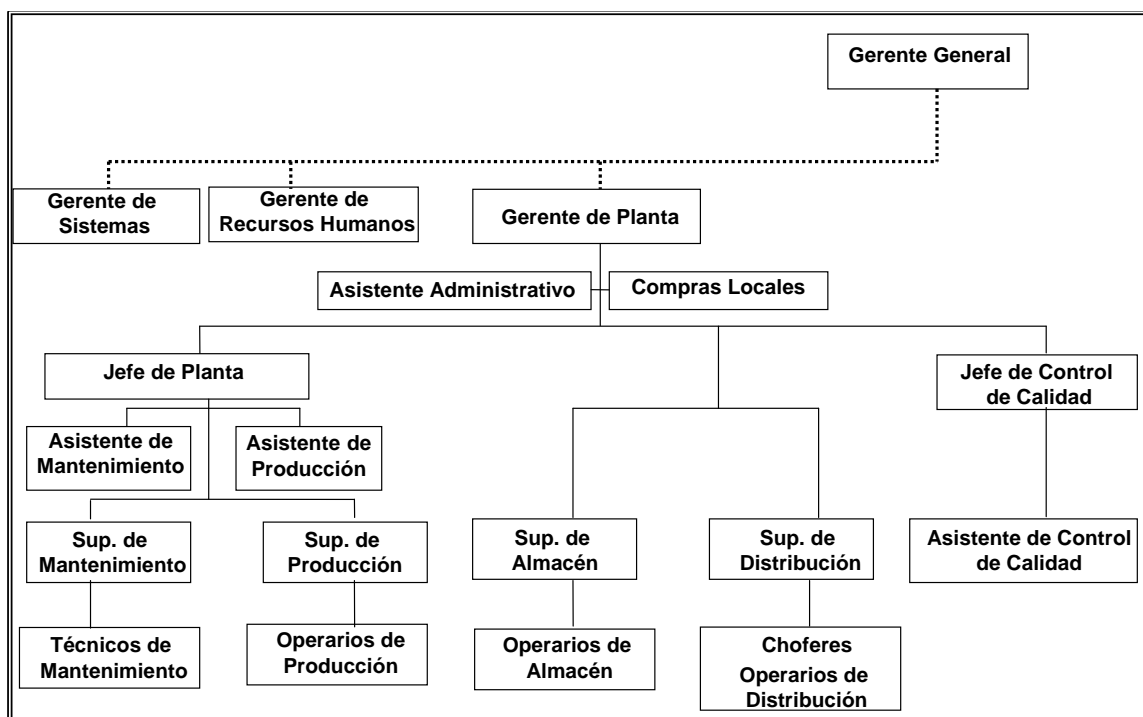 Gerente General
Gerente de
Sistemas
Gerente de
Recursos Humanos
Gerente de Planta
Asistente Administrativo
Compras Locales
Jefe de Planta
Jefe de Control
de Calidad
Asistente de
Mantenimiento
Asistente de
Producción
Sup. de
Mantenimiento
Sup. de
Producción
Sup. de
Almacén
Sup. de
Distribución
Asistente de Control
de Calidad
Técnicos de
Mantenimiento
Operarios de
Producción
Operarios de
Almacén
Choferes
Operarios de
Distribución